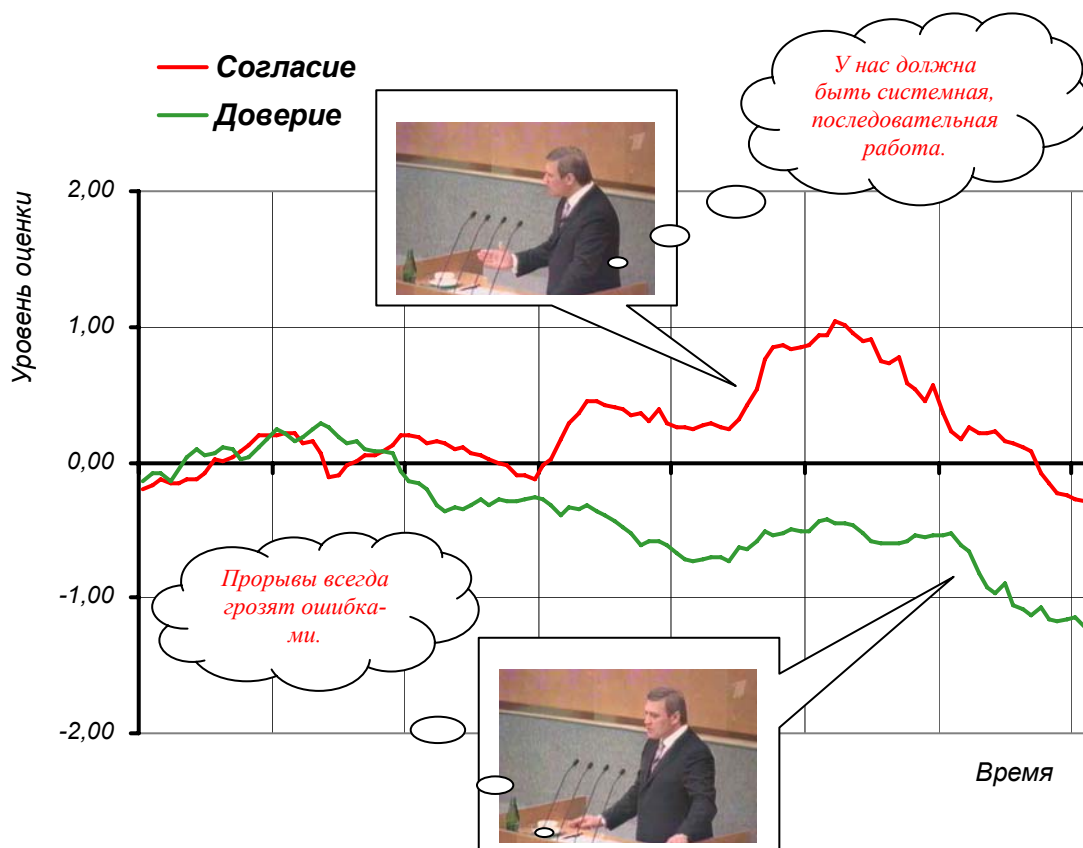 Согласие
Доверие
У нас должна
быть системная,
последовательная
работа.
Уровень оценки
2,00
1,00
0,00
-1,00
-2,00
Прорывы всегда
грозят ошибка-
ми.
Время